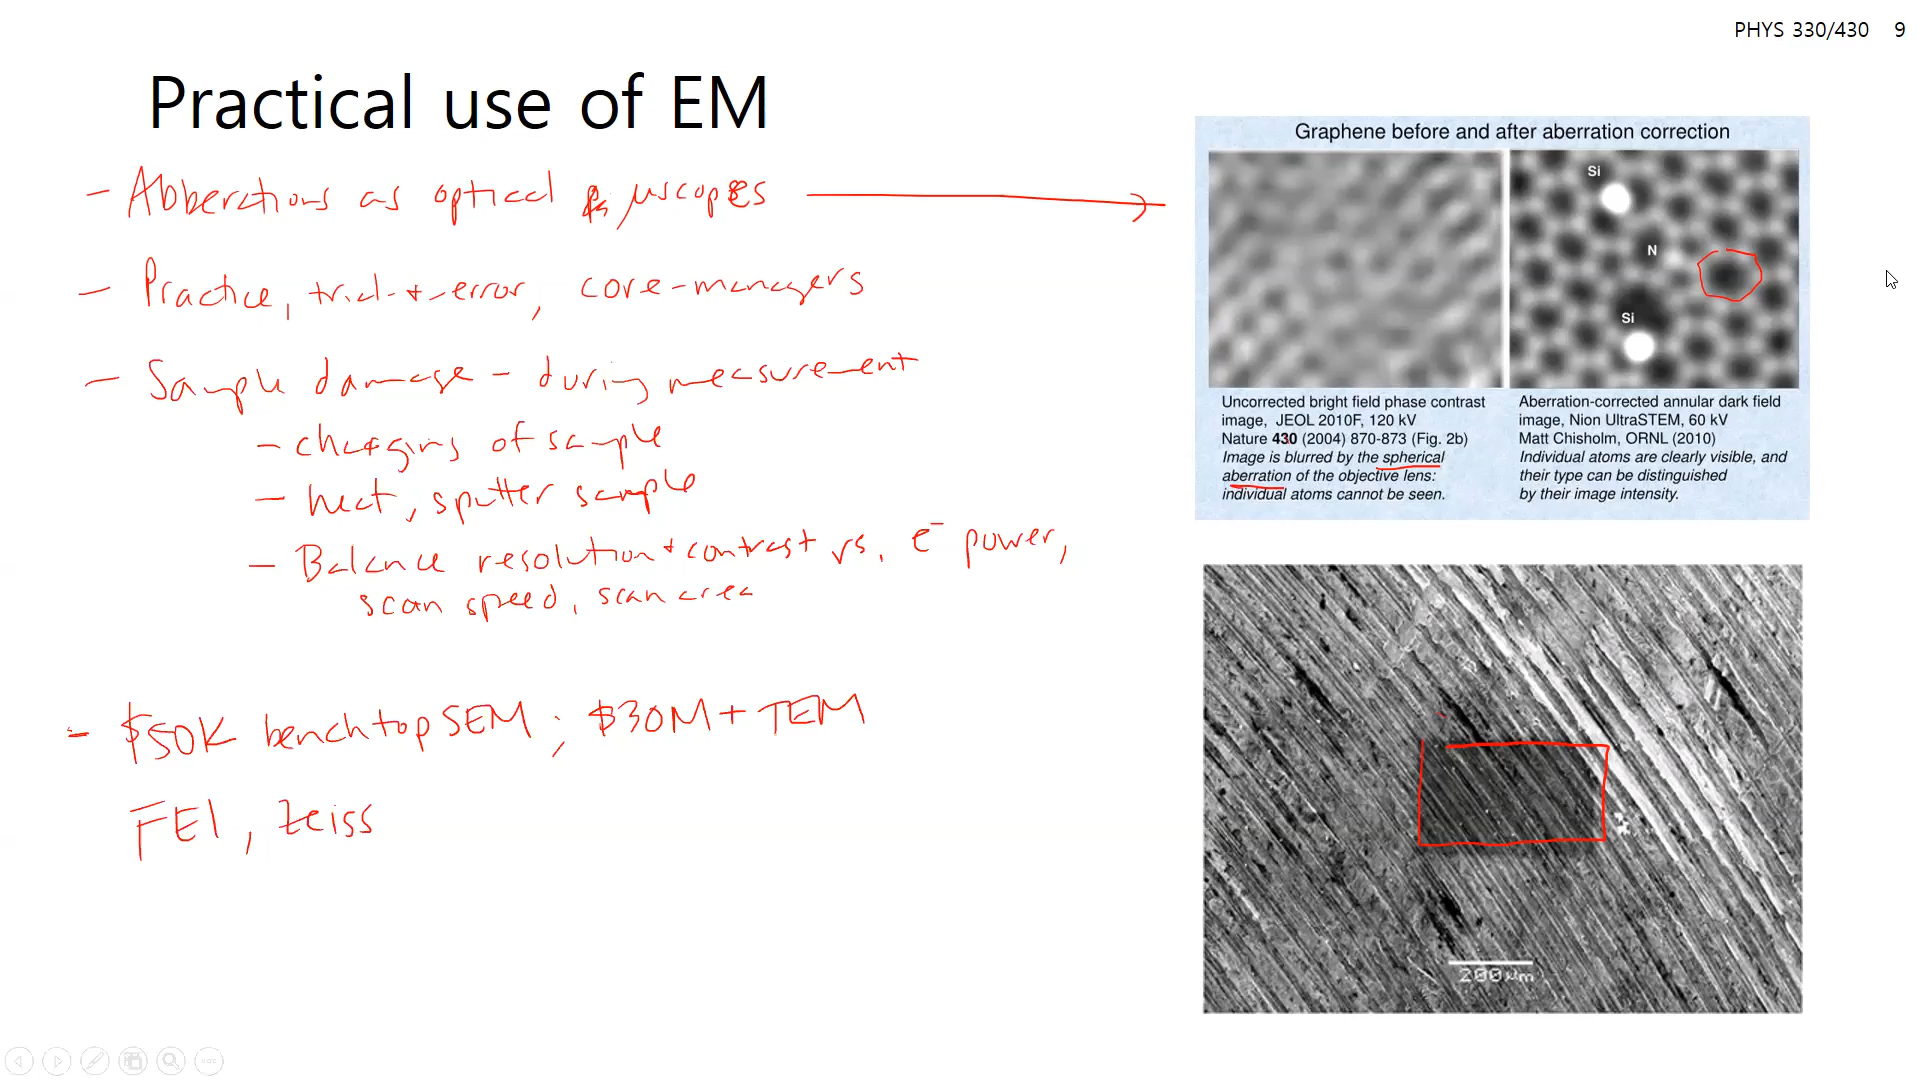 PHYS 330/430 9
Practical use of EM
- Abberations as optical μscopes
- Practice, trial-+-error, core-managers
- Sample damage - during measurement
- charging of sample
- heat, sputter sample
- Balance resolution + contrast vs. e⁻ power,
scan speed, scan area
- $50K benchtop SEM ; $30M+ TEM
FEI, Zeiss
Graphene before and after aberration correction
Si
N
Si
Uncorrected bright field phase contrast
image, JEOL 2010F, 120 kV
Nature 430 (2004) 870-873 (Fig. 2b)
Image is blurred by the spherical
aberration of the objective lens:
individual atoms cannot be seen.
Aberration-corrected annular dark field
image, Nion UltraSTEM, 60 kV
Matt Chisholm, ORNL (2010)
Individual atoms are clearly visible, and
their type can be distinguished
by their image intensity.
200μm